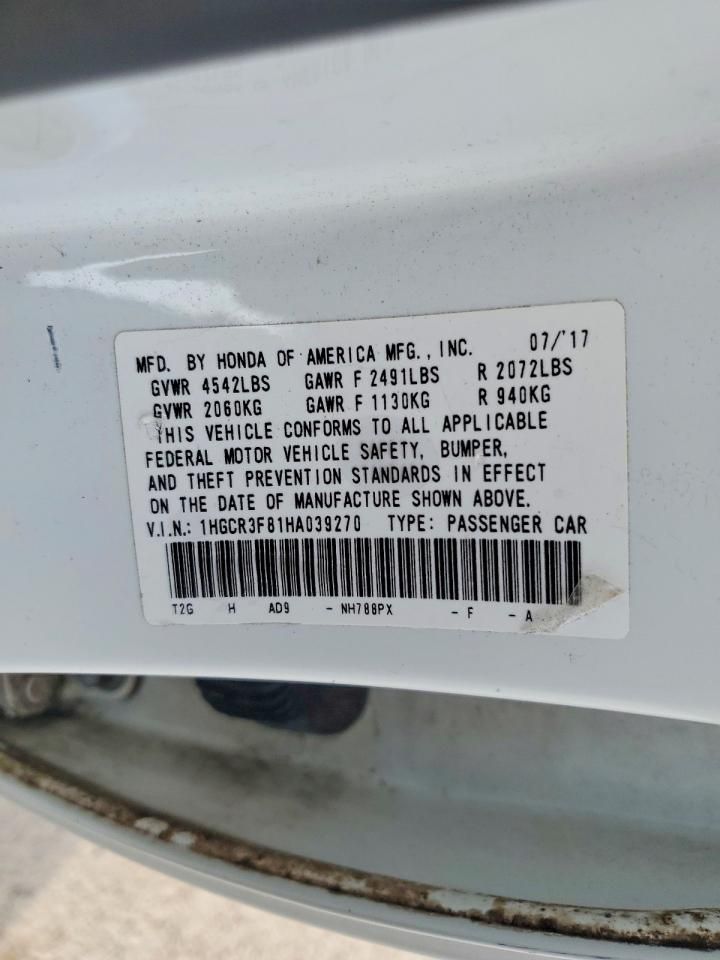 MFD. BY HONDA OF AMERICA MFG., INC. 07/'17
GVWR 4542LBS GAWR F 2491LBS R 2072LBS
GVWR 2060KG GAWR F 1130KG R 940KG
THIS VEHICLE CONFORMS TO ALL APPLICABLE
FEDERAL MOTOR VEHICLE SAFETY, BUMPER,
AND THEFT PREVENTION STANDARDS IN EFFECT
ON THE DATE OF MANUFACTURE SHOWN ABOVE.
V.I.N.: 1HGCR3F81HA039270 TYPE: PASSENGER CAR
T2G H AD9 - NH788PX - F - A